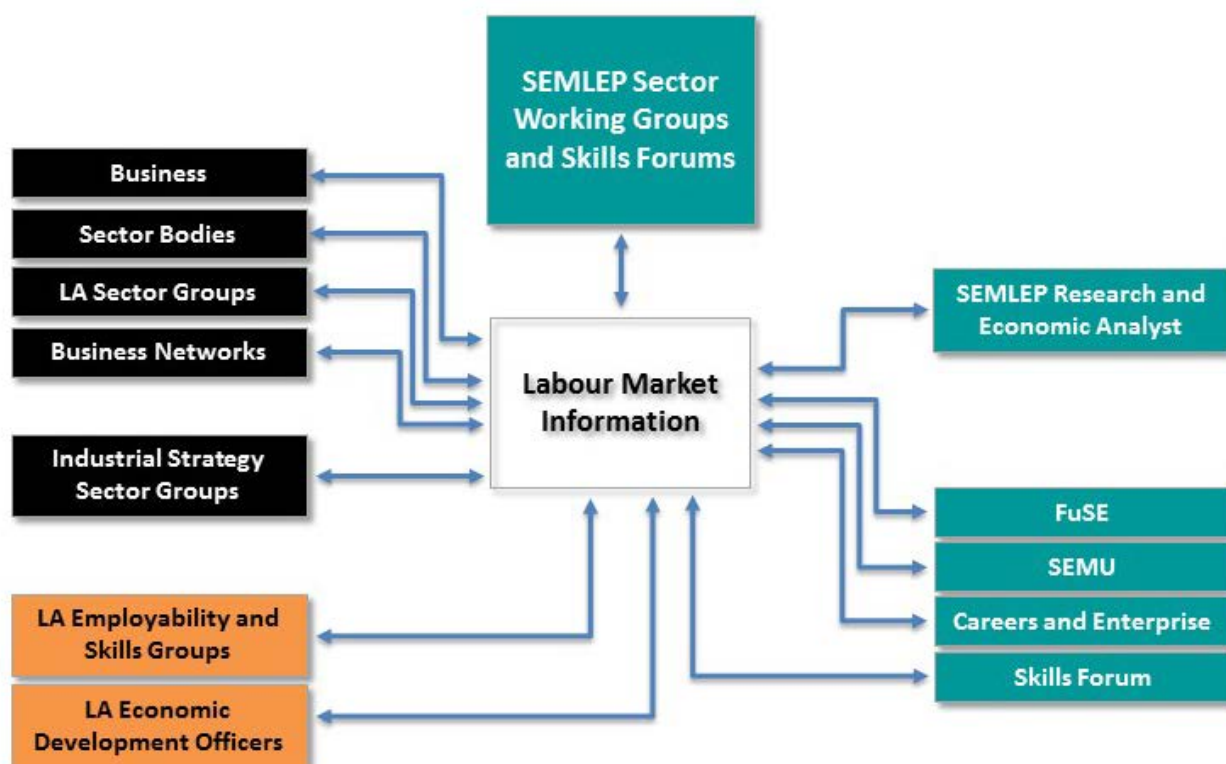 SEMLEP Sector
Working Groups
and Skills Forums
Business
Sector Bodies
LA Sector Groups
Business Networks
Industrial Strategy
Sector Groups
LA Employability and
Skills Groups
LA Economic
Development Officers
Labour Market
Information
SEMLEP Research and
Economic Analyst
FuSE
SEMU
Careers and Enterprise
Skills Forum